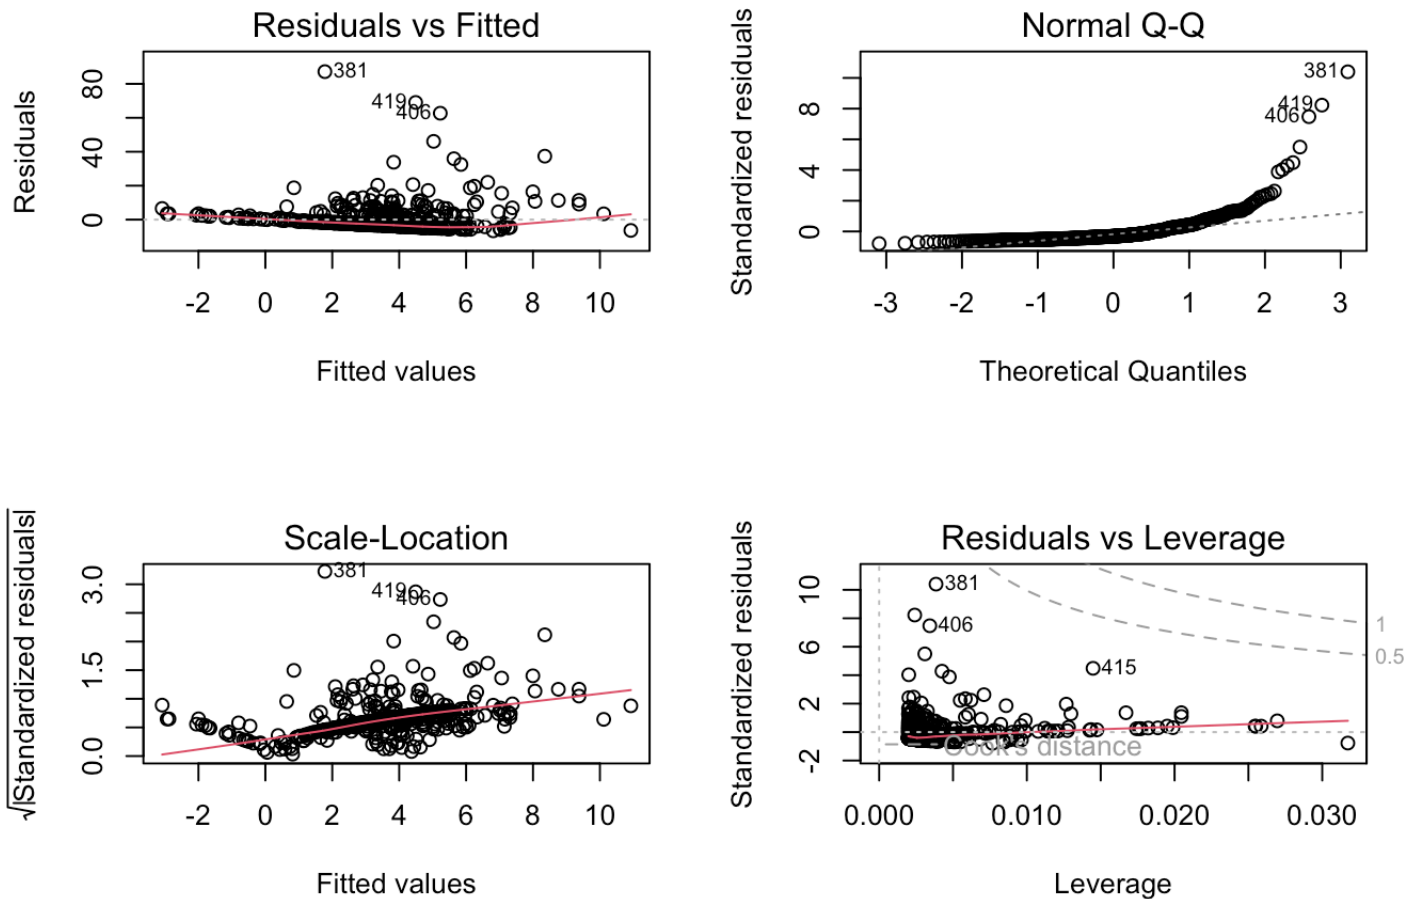 Residuals vs Fitted
Residuals
80
40
0
381
419
406
-2 0 2 4 6 8 10
Fitted values
Normal Q-Q
Standardized residuals
8
4
0
381
419
406
-3 -2 -1 0 1 2 3
Theoretical Quantiles
Scale-Location
√|Standardized residuals|
3.0
1.5
0.0
381
419
406
-2 0 2 4 6 8 10
Fitted values
Residuals vs Leverage
Standardized residuals
10
6
2
-2
381
406
415
1
0.5
Cook's distance
0.000 0.010 0.020 0.030
Leverage